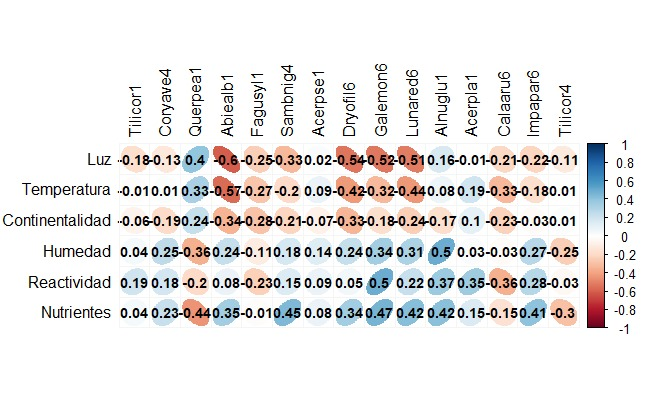 Tilicor1 Coryave4 Querpea1 Abiealb1 Fagusyl1 Sambnig4 Acerpse1 Dryofil6 Galemon6 Lunared6 Alnuglu1 Acerpla1 Calaaru6 Impapar6 Tilicor4
Luz -0.18 -0.13 0.4 -0.6 -0.25 -0.33 0.02 -0.54 -0.52 -0.51 0.16 -0.01 -0.21 -0.22 -0.11
Temperatura -0.01 0.01 0.33 -0.57 -0.27 -0.2 0.09 -0.42 -0.32 -0.44 0.08 0.19 -0.33 -0.18 0.01
Continentalidad -0.06 -0.19 0.24 -0.34 -0.28 -0.21 -0.07 -0.33 -0.18 -0.24 -0.17 0.1 -0.23 -0.03 0.01
Humedad 0.04 0.25 -0.36 0.24 -0.11 0.18 0.14 0.24 0.34 0.31 0.5 0.03 -0.03 0.27 -0.25
Reactividad 0.19 0.18 -0.2 0.08 -0.23 0.15 0.09 0.05 0.5 0.22 0.37 0.35 -0.36 0.28 -0.03
Nutrientes 0.04 0.23 -0.44 0.35 -0.01 0.45 0.08 0.34 0.47 0.42 0.42 0.15 -0.15 0.41 -0.3
1
0.8
0.6
0.4
0.2
0
-0.2
-0.4
-0.6
-0.8
-1